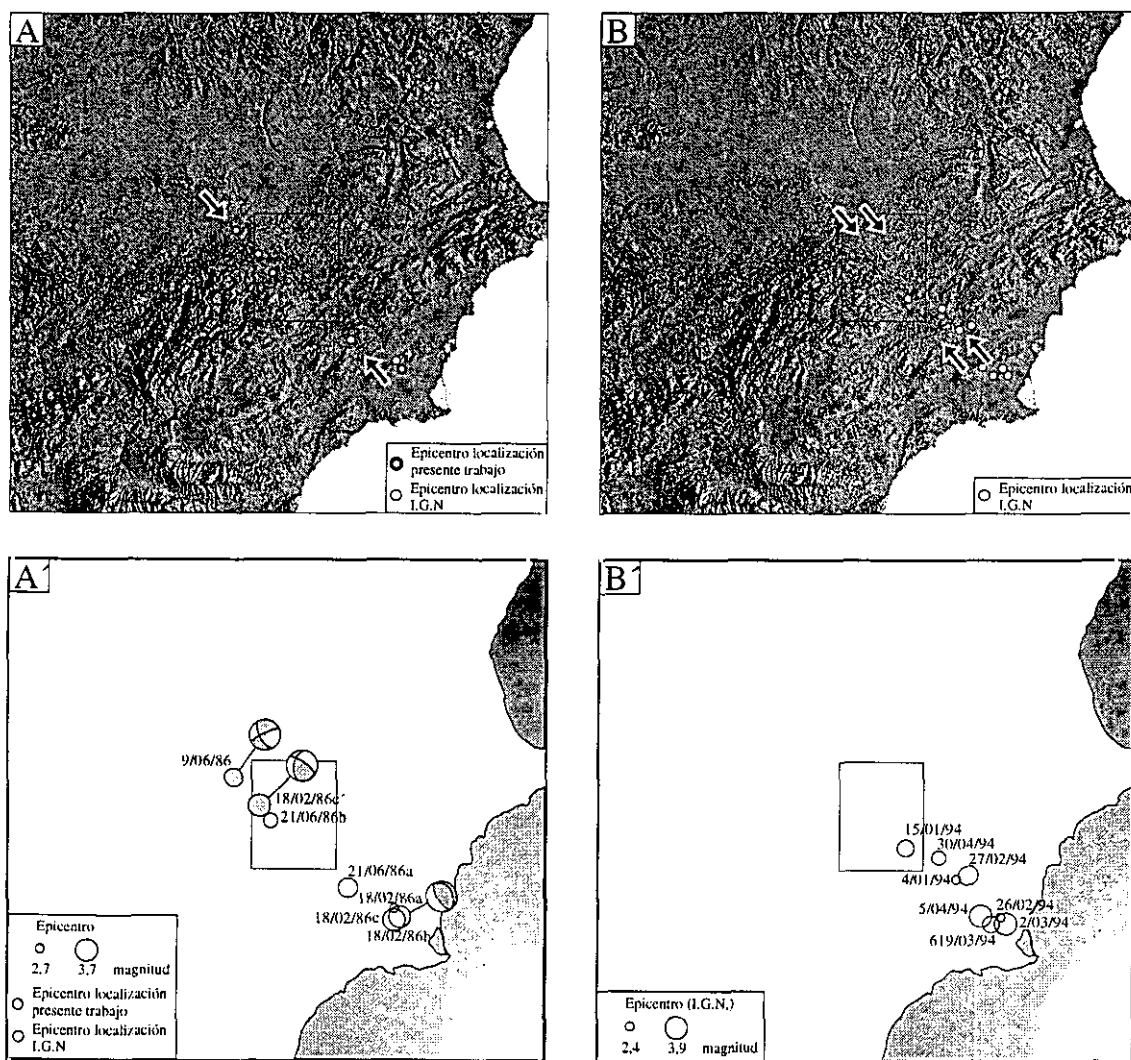 A
Epicentro localización
presente trabajo
Epicentro localización
I.G.N
B
Epicentro localización
I.G.N
A´
9/06/86
18/02/86c´
21/06/86b
21/06/86a
18/02/86a
18/02/86c
18/02/86b
Epicentro
2,7
3,7
magnitud
Epicentro localización
presente trabajo
Epicentro localización
I.G.N
B´
15/01/94
30/04/94
27/02/94
4/01/94
5/04/94
26/02/94
2/03/94
619/03/94
Epicentro (I.G.N,)
2,4
3,9
magnitud